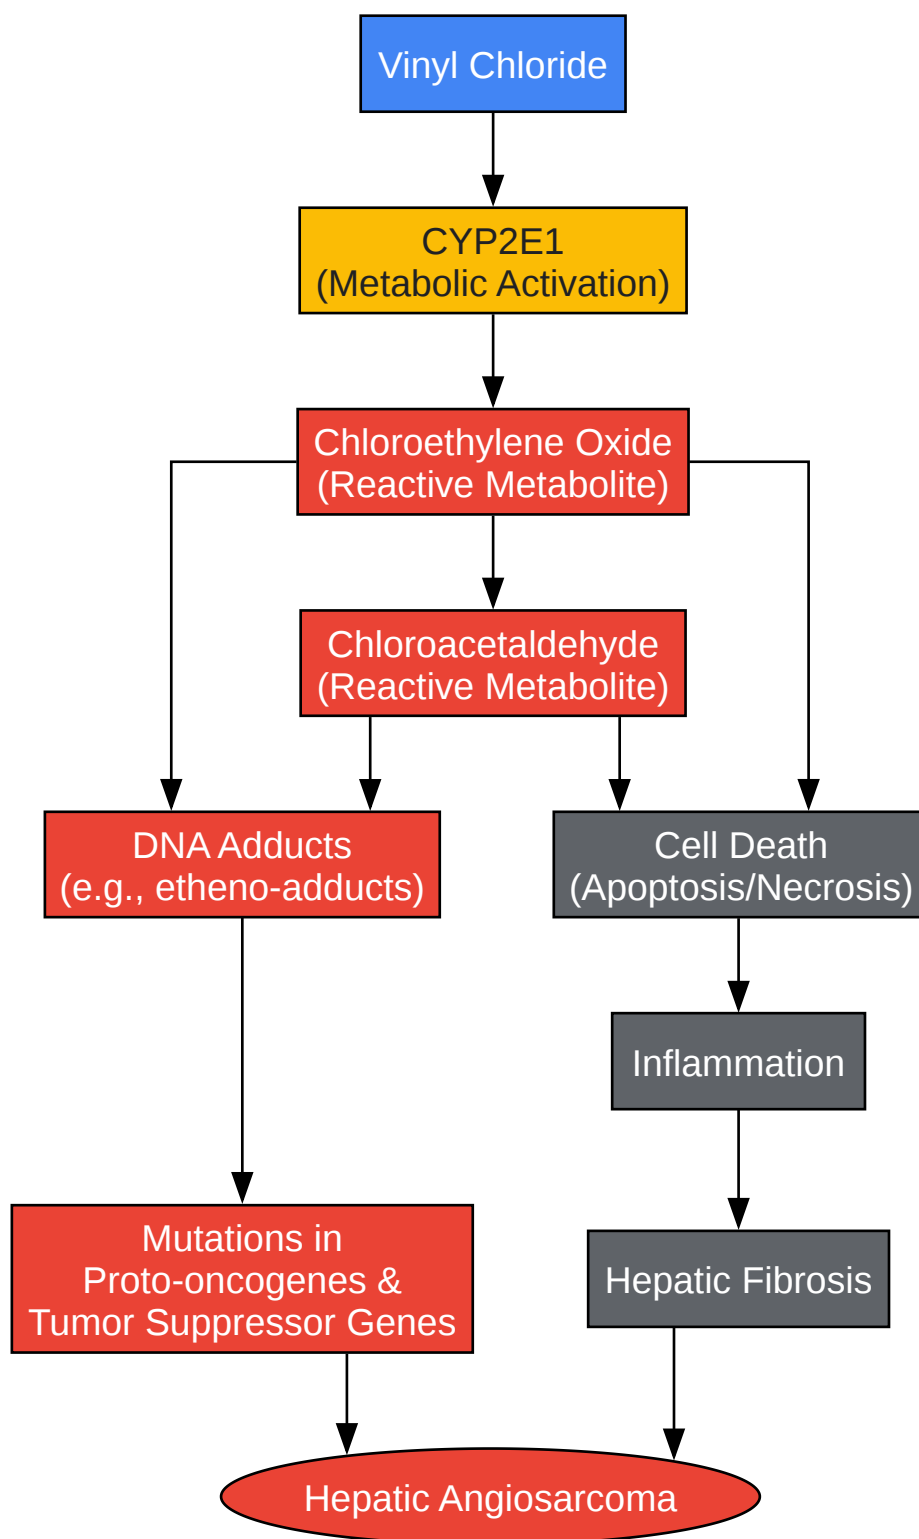 Vinyl Chloride
CYP2E1
(Metabolic Activation)
Chloroethylene Oxide
(Reactive Metabolite)
Chloroacetaldehyde
(Reactive Metabolite)
DNA Adducts
(e.g., etheno-adducts)
Cell Death
(Apoptosis/Necrosis)
Inflammation
Mutations in
Proto-oncogenes &
Tumor Suppressor Genes
Hepatic Fibrosis
Hepatic Angiosarcoma